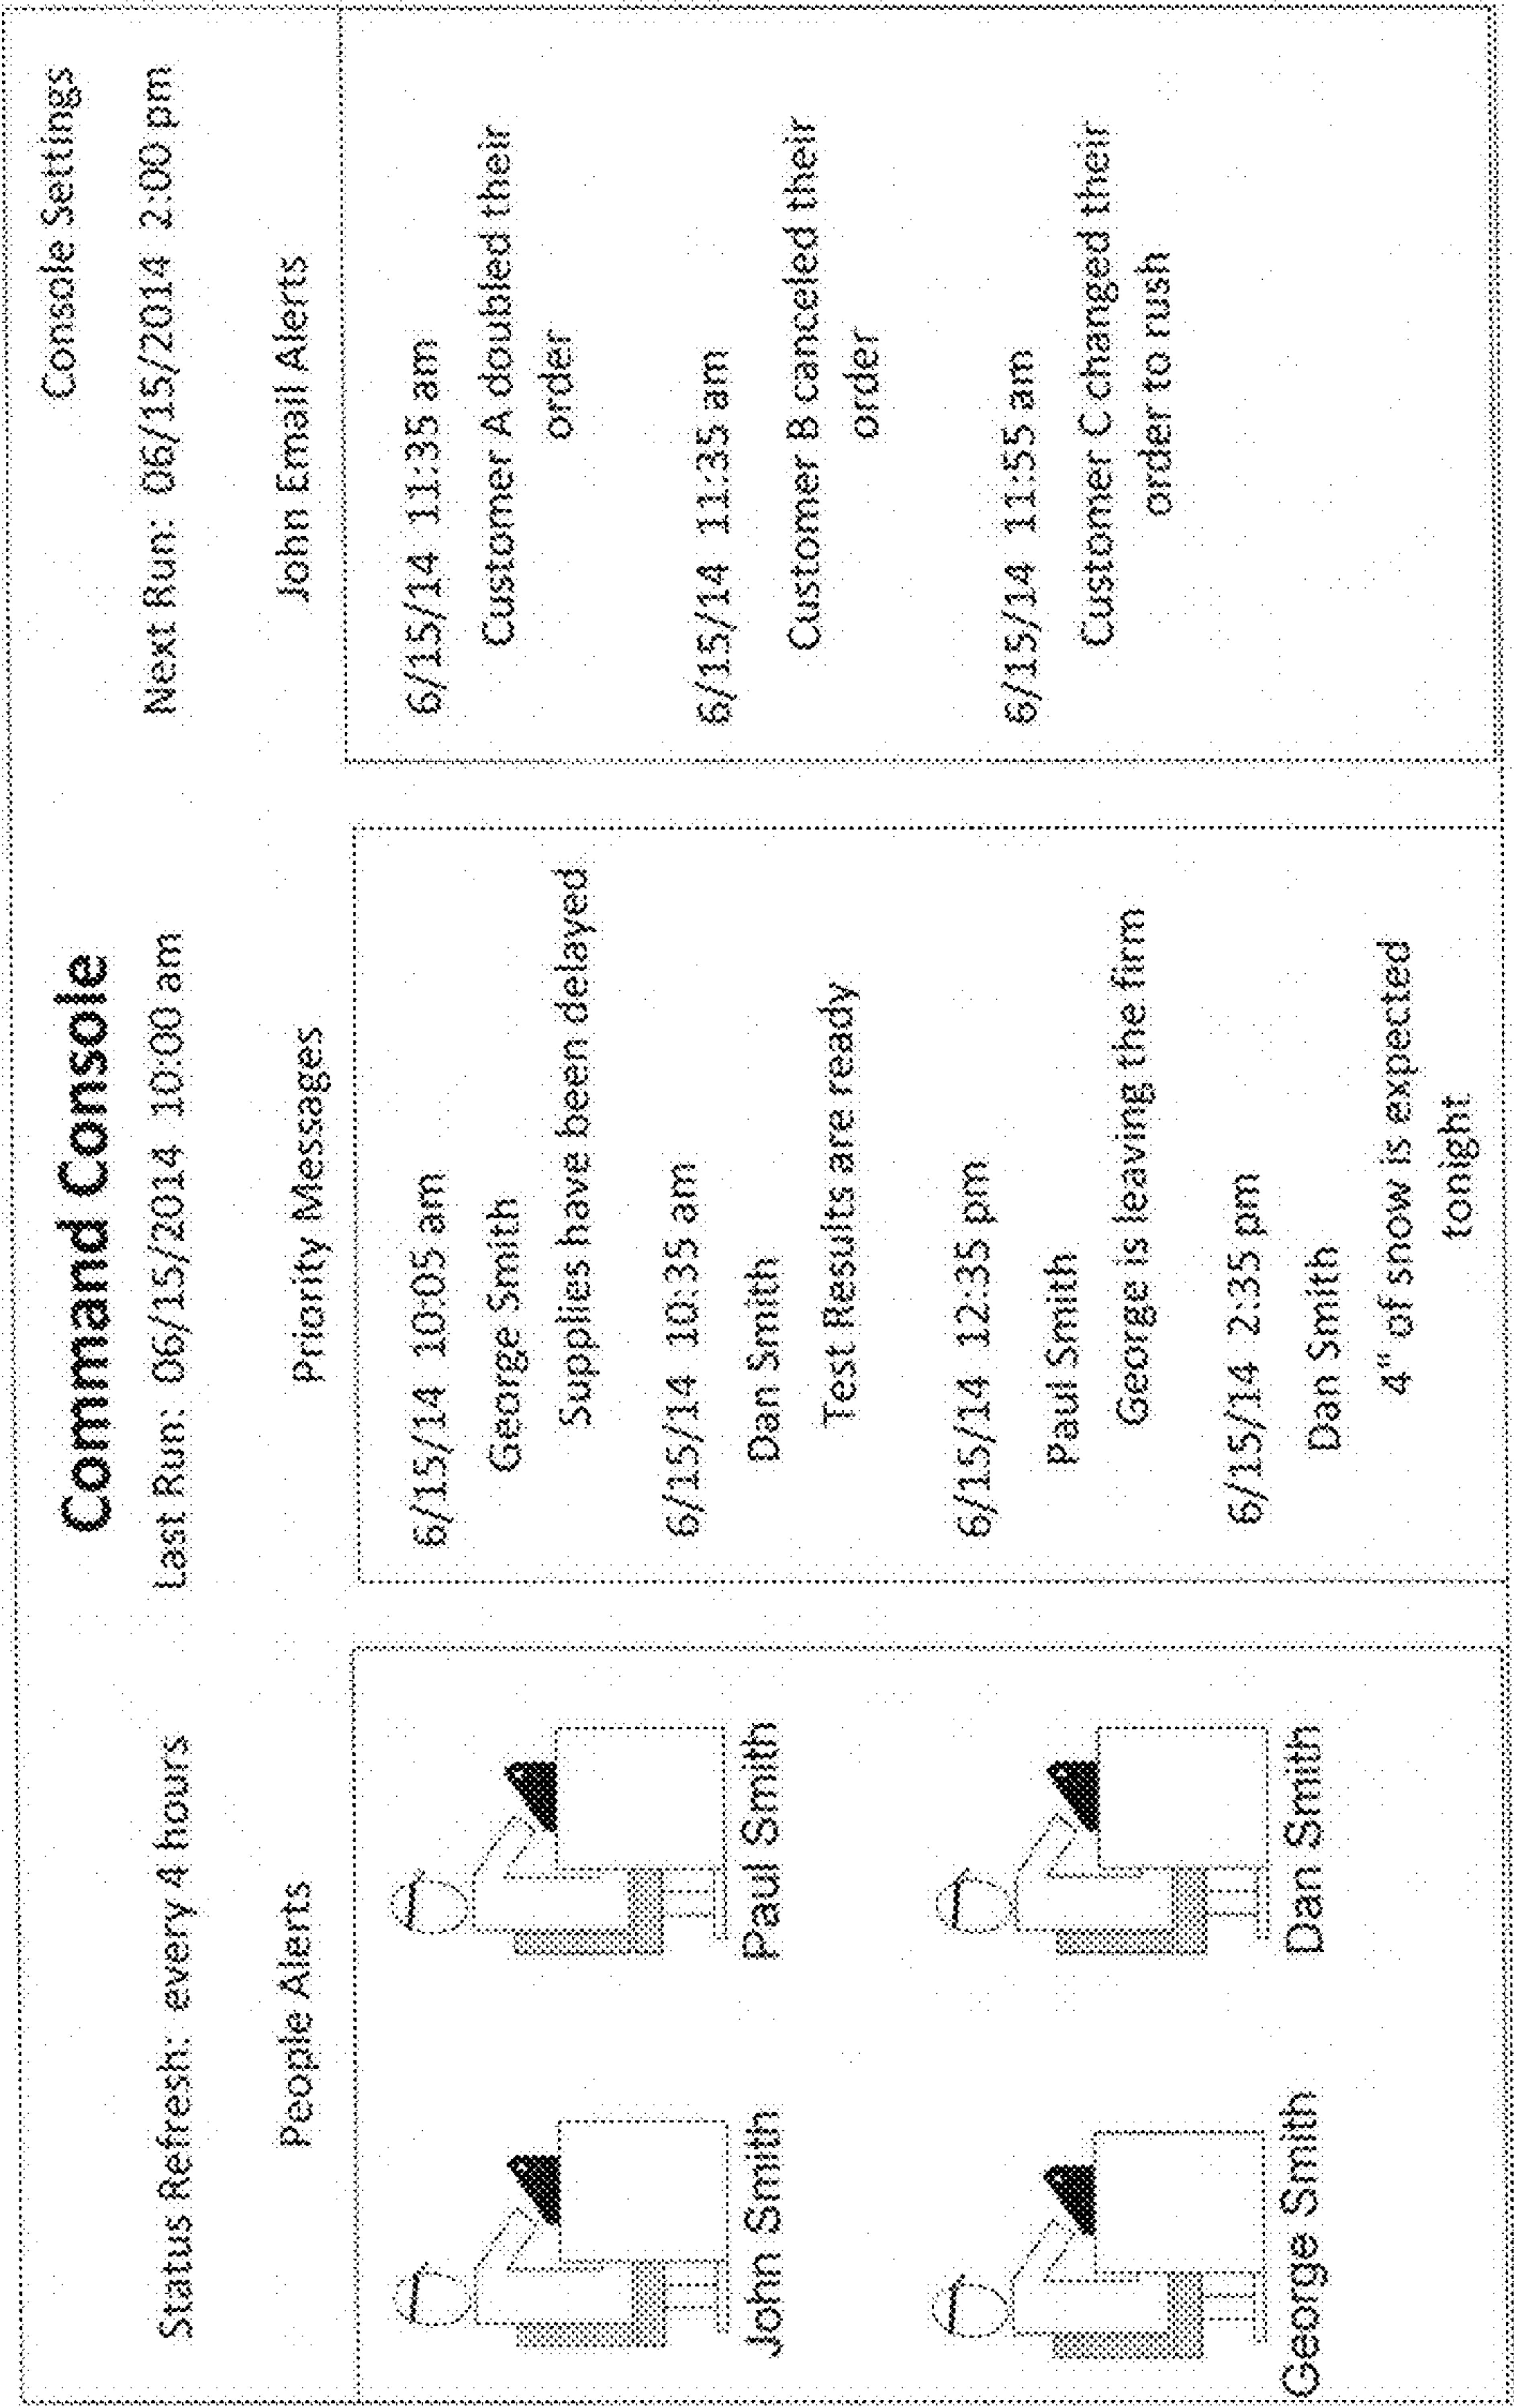 Command Console
Console Settings
Status Refresh: every 4 hours
Last Run: 06/15/2014 10:00 am
Next Run: 06/15/2014 2:00 pm
People Alerts
John Smith
Paul Smith
George Smith
Dan Smith
Priority Messages
6/15/14 10:05 am
George Smith
Supplies have been delayed
6/15/14 10:35 am
Dan Smith
Test Results are ready
6/15/14 12:35 pm
Paul Smith
George is leaving the firm
6/15/14 2:35 pm
Dan Smith
4" of snow is expected
tonight
John Email Alerts
6/15/14 11:35 am
Customer A doubled their
order
6/15/14 11:35 am
Customer B canceled their
order
6/15/14 11:55 am
Customer C changed their
order to rush